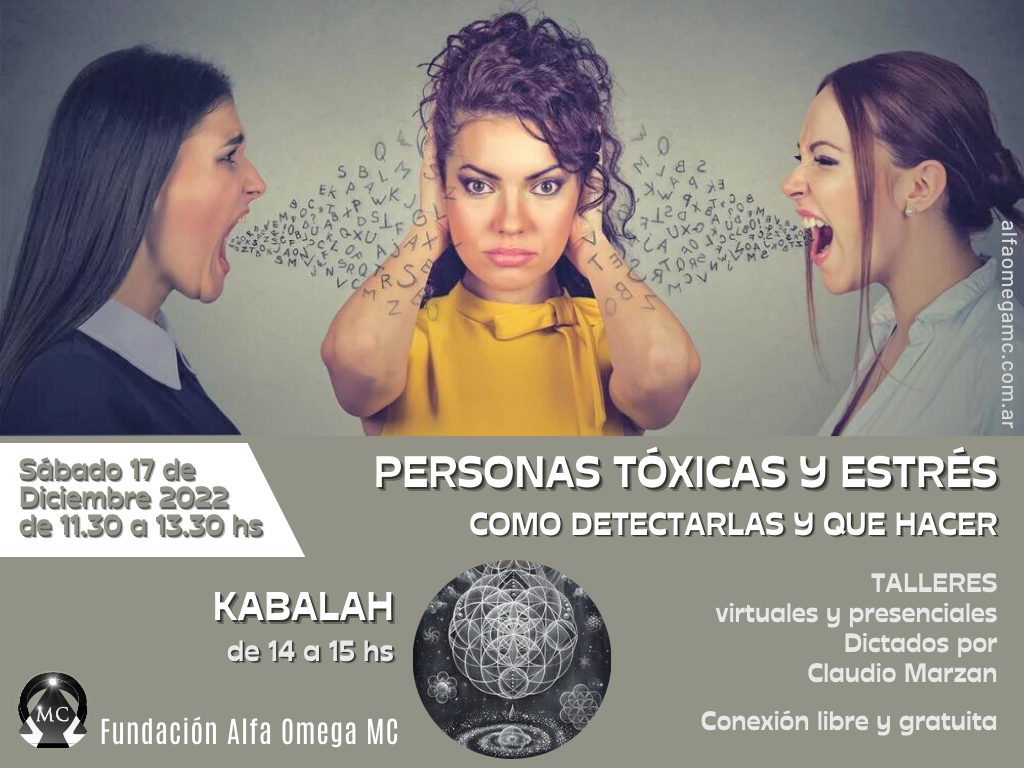 alfaomegamc.com.ar
Sábado 17 de
Diciembre 2022
de 11.30 a 13.30 hs
PERSONAS TÓXICAS Y ESTRÉS
COMO DETECTARLAS Y QUE HACER
KABALAH
de 14 a 15 hs
TALLERES
virtuales y presenciales
Dictados por
Claudio Marzan
Conexión libre y gratuita
MC
Fundación Alfa Omega MC